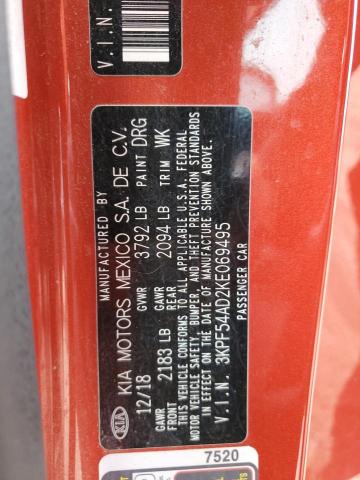 V.I.N.
MANUFACTURED BY
KIA KIA MOTORS MEXICO S.A. DE C.V.
12/18 GVWR 3792 LB PAINT DRG
GAWR FRONT 2183 LB GAWR REAR 2094 LB TRIM WK
THIS VEHICLE CONFORMS TO ALL APPLICABLE U.S.A. FEDERAL
MOTOR VEHICLE SAFETY, BUMPER, AND THEFT PREVENTION STANDARDS
IN EFFECT ON THE DATE OF MANUFACTURE SHOWN ABOVE.
V.I.N. 3KPF54AD2KE069495
PASSENGER CAR
7520